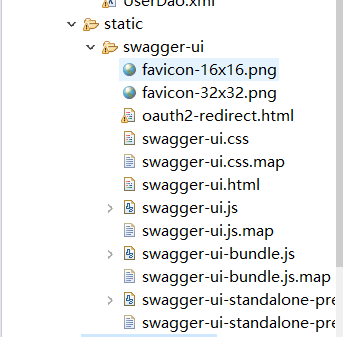 UserDao.xml
static
swagger-ui
favicon-16x16.png
favicon-32x32.png
oauth2-redirect.html
swagger-ui.css
swagger-ui.css.map
swagger-ui.html
swagger-ui.js
swagger-ui.js.map
swagger-ui-bundle.js
swagger-ui-bundle.js.map
swagger-ui-standalone-pre
swagger-ui-standalone-pre